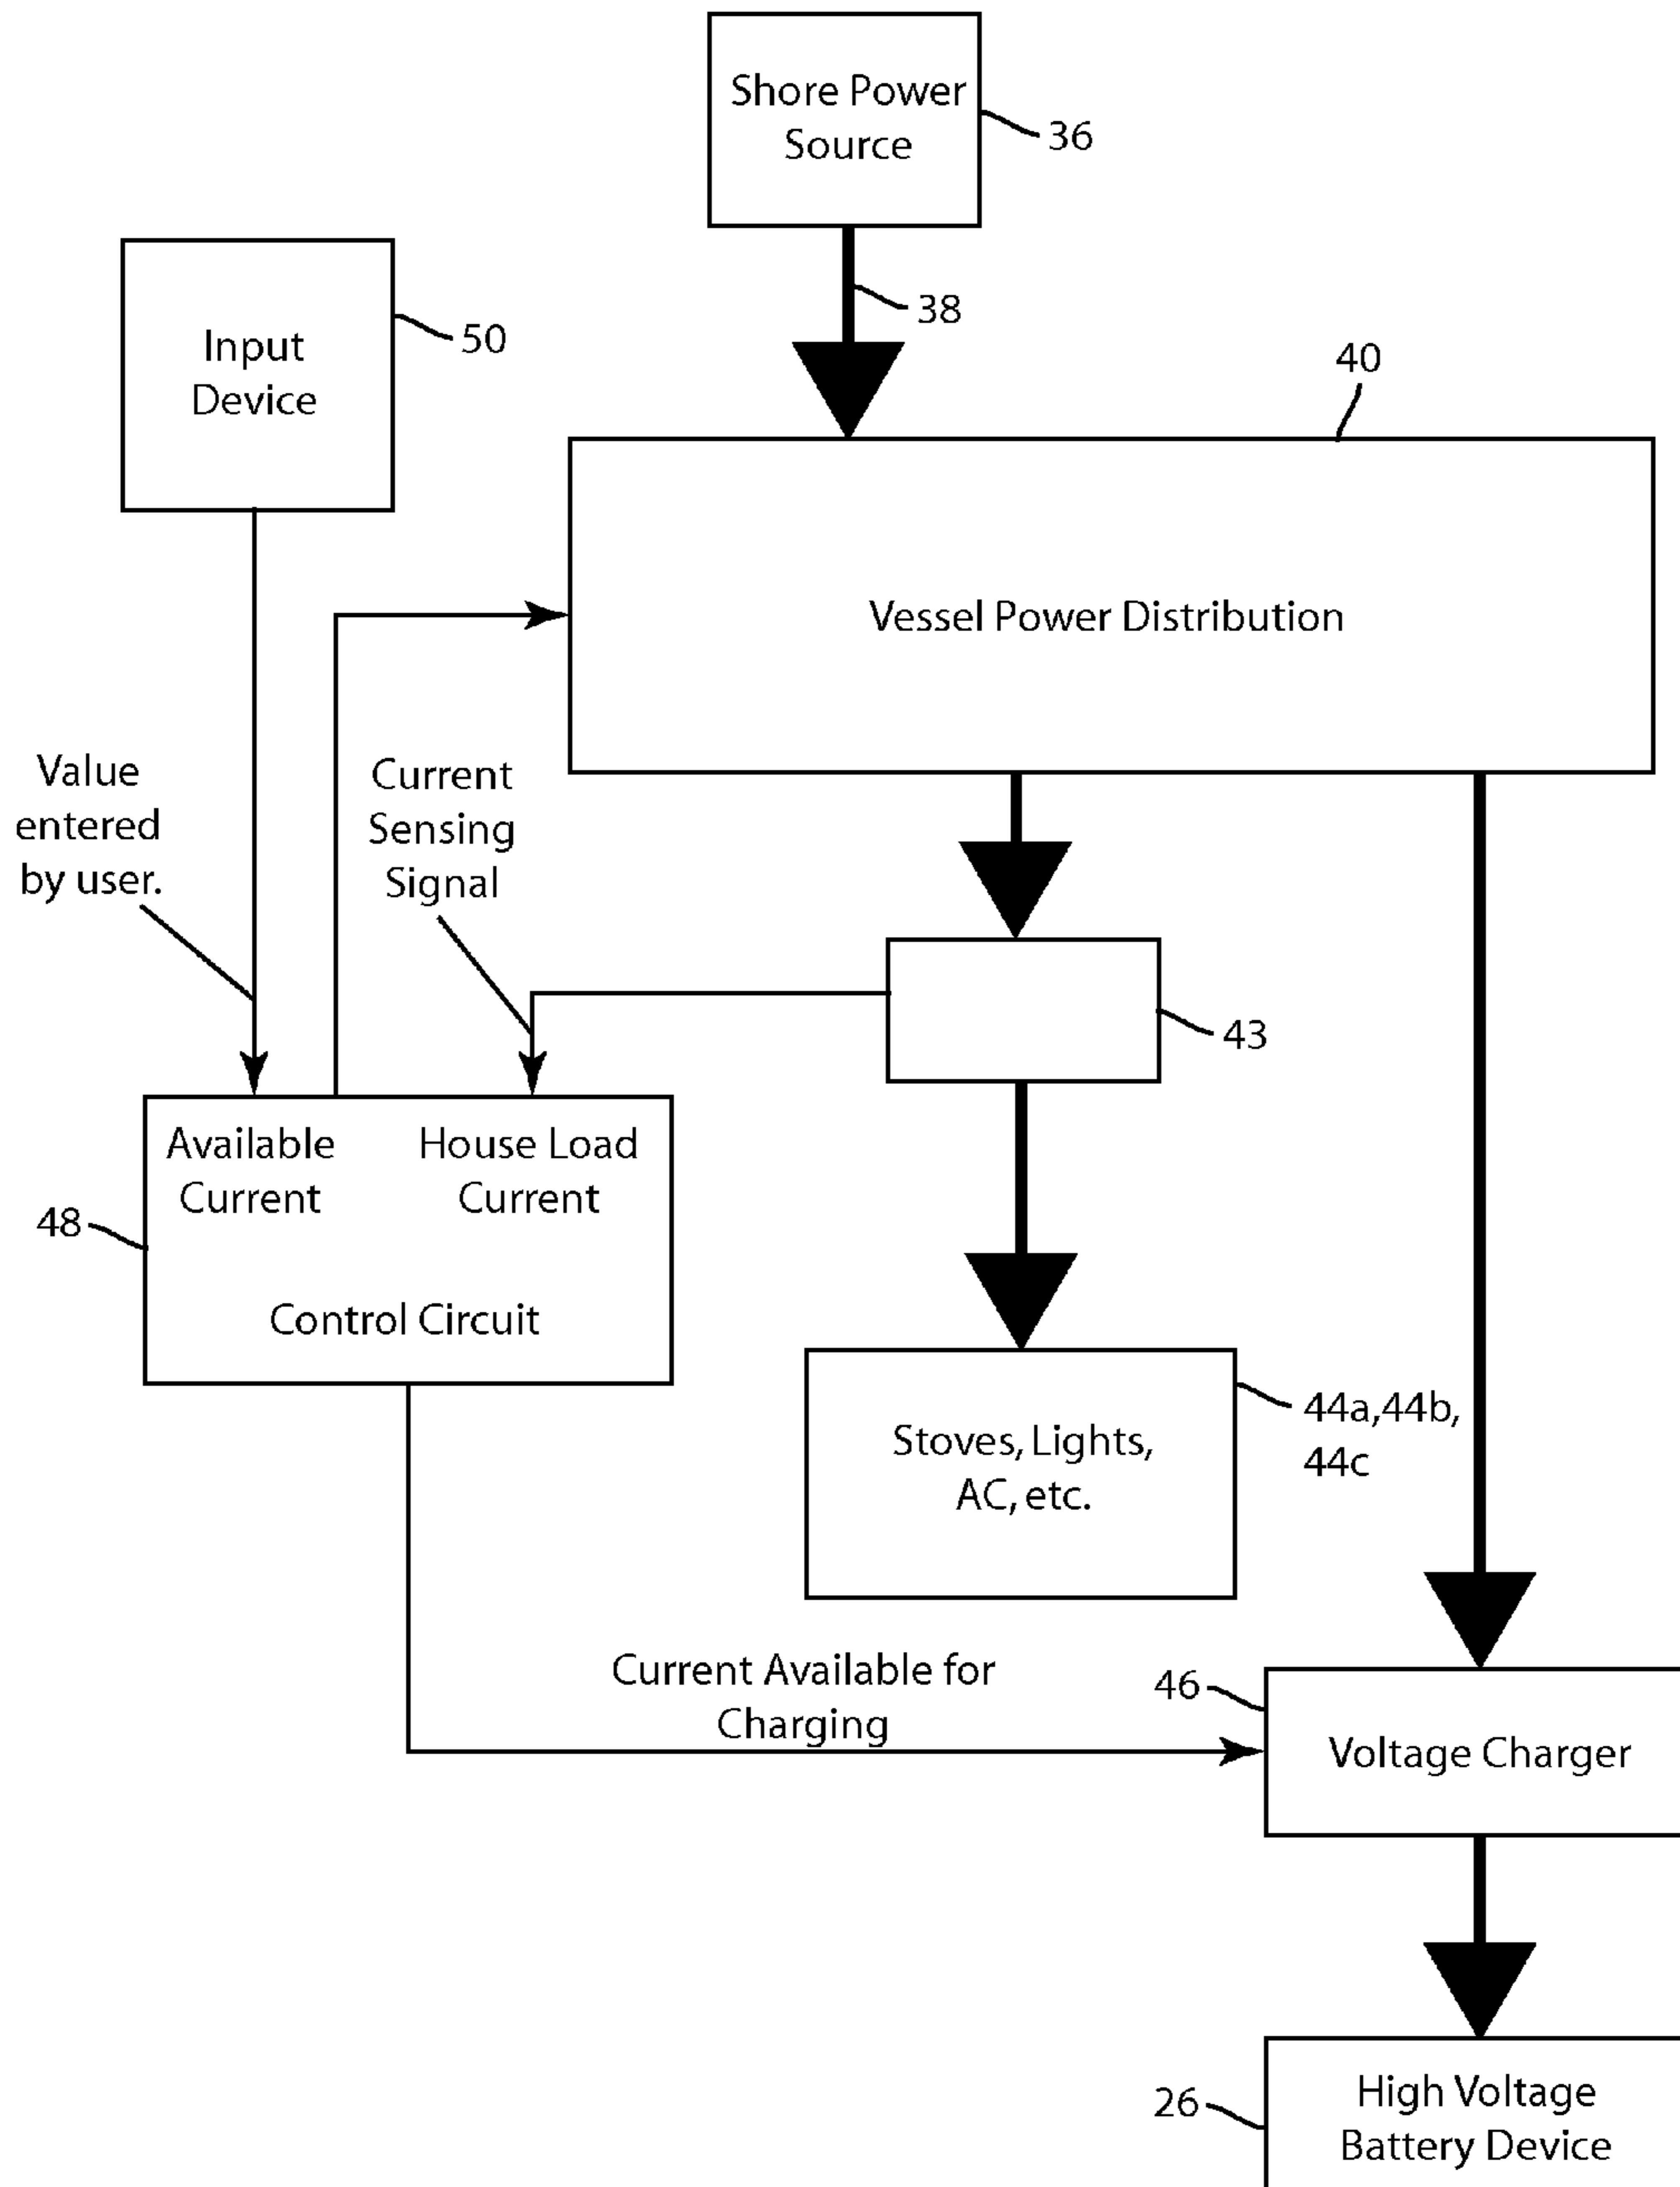 Shore Power
Source
36
38
Input
Device
50
40
Vessel Power Distribution
Value
entered
by user.
Current
Sensing
Signal
43
Available
Current
House Load
Current
48
Control Circuit
44a,44b,
44c
Stoves, Lights,
AC, etc.
Current Available for
Charging
46
Voltage Charger
26
High Voltage
Battery Device